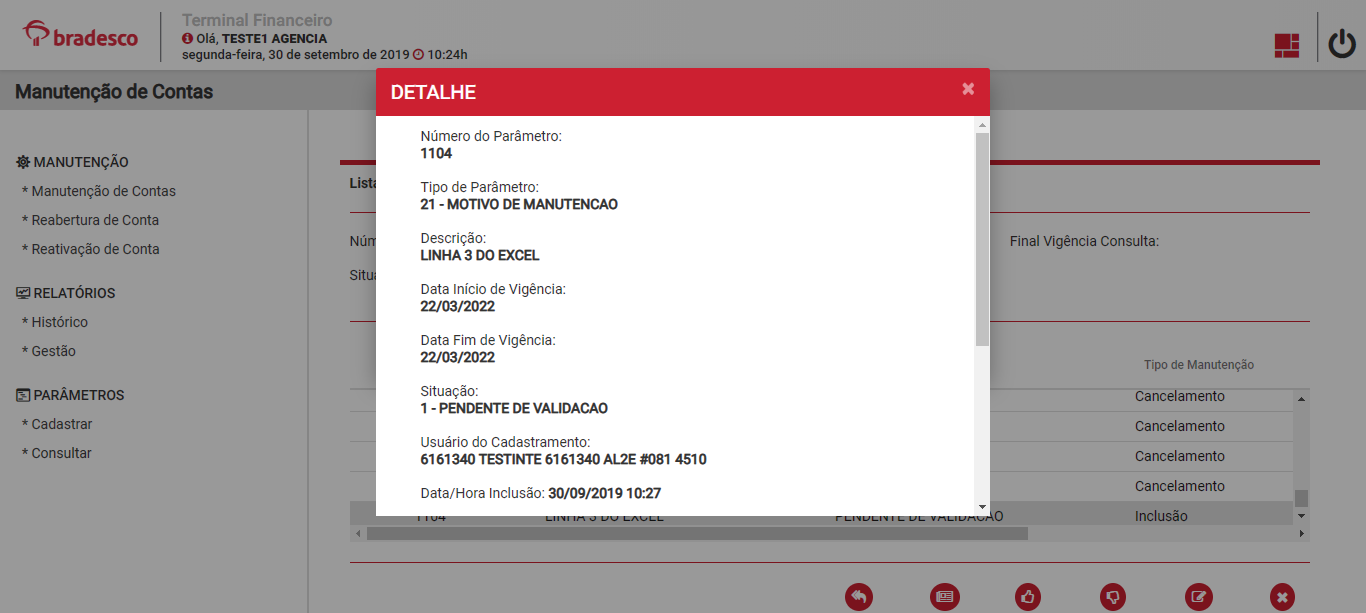 bradesco
Terminal Financeiro
Olá, TESTE1 AGENCIA
segunda-feira, 30 de setembro de 2019 10:24h
Manutenção de Contas
MANUTENÇÃO
* Manutenção de Contas
* Reabertura de Conta
* Reativação de Conta
RELATÓRIOS
* Histórico
* Gestão
PARÂMETROS
* Cadastrar
* Consultar
DETALHE
Número do Parâmetro:
1104
Tipo de Parâmetro:
21 - MOTIVO DE MANUTENCAO
Descrição:
LINHA 3 DO EXCEL
Data Início de Vigência:
22/03/2022
Data Fim de Vigência:
22/03/2022
Situação:
1 - PENDENTE DE VALIDACAO
Usuário do Cadastramento:
6161340 TESTINTE 6161340 AL2E #081 4510
Data/Hora Inclusão: 30/09/2019 10:27
Final Vigência Consulta:
Tipo de Manutenção
Cancelamento
Cancelamento
Cancelamento
Cancelamento
1104 LINHA 3 DO EXCEL PENDENTE DE VALIDACAO Inclusão